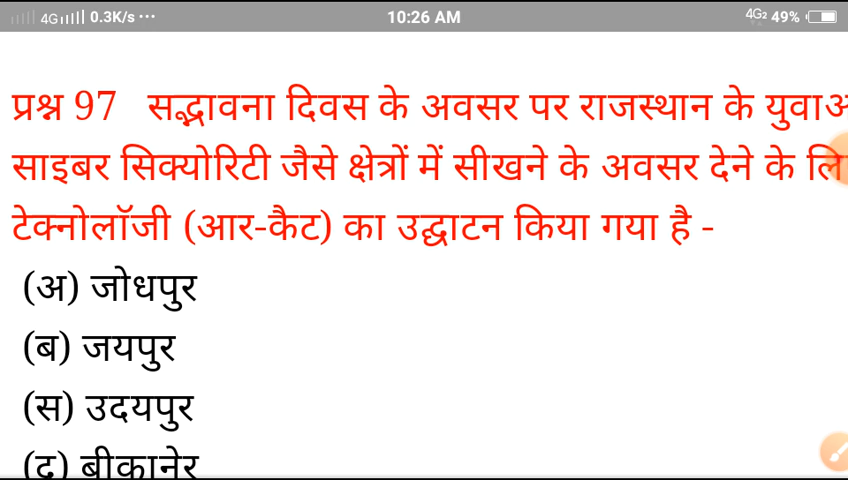 4G 0.3K/s ... 10:26 AM 4G2 49%
प्रश्न 97 सद्भावना दिवस के अवसर पर राजस्थान के
साइबर सिक्योरिटी जैसे क्षेत्रों में सीखने के अवसर देने के
टेक्नोलॉजी (आर-कैट) का उद्घाटन किया गया है -
(अ) जोधपुर
(ब) जयपुर
(स) उदयपुर
(द) बीकानेर